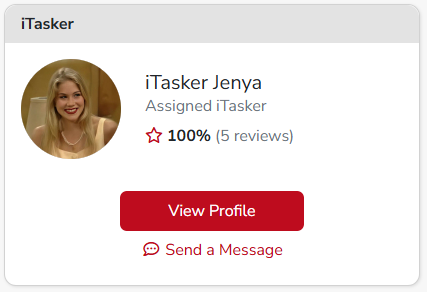 iTasker
iTasker Jenya
Assigned iTasker
100% (5 reviews)
View Profile
Send a Message